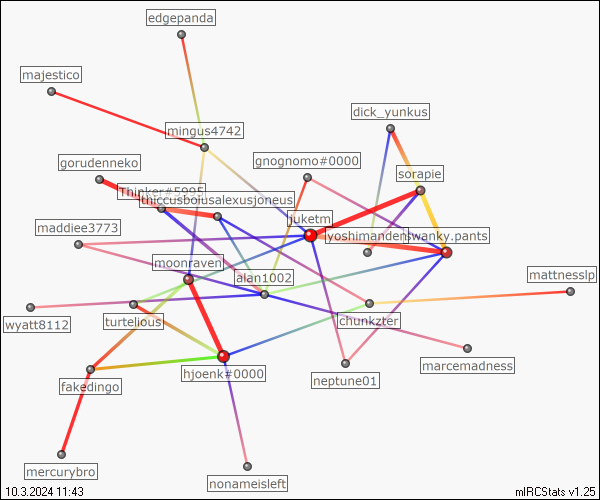 edgepanda
majestico
dick_yunkus
mingus4742
gorudenneko
gnognomo#0000
sorapie
Thinker#5995
thiccusboiusalexusjoneus
juketm
maddiee3773
yoshimandenswanky.pants
moonraven
alan1002
mattnesslp
wyatt8112
turtelious
chunkzter
marcemadness
hjoenk#0000
neptune01
fakedingo
mercurybro
nonameisleft
10.3.2024 11:43
mIRCStats v1.25